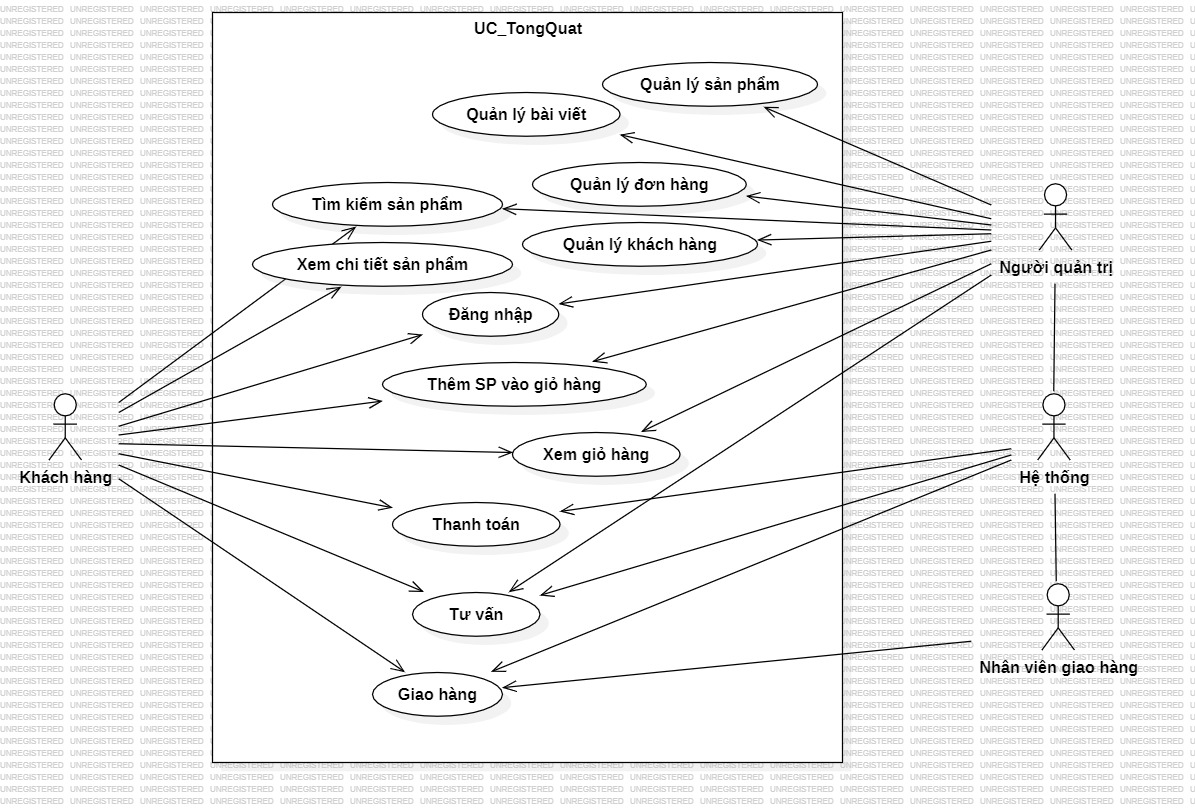 UC_TongQuat
Quản lý sản phẩm
Quản lý bài viết
Quản lý đơn hàng
Tìm kiếm sản phẩm
Quản lý khách hàng
Xem chi tiết sản phẩm
Người quản trị
Đăng nhập
Thêm SP vào giỏ hàng
Xem giỏ hàng
Khách hàng
Hệ thống
Thanh toán
Tư vấn
Nhân viên giao hàng
Giao hàng
UNREGISTERED